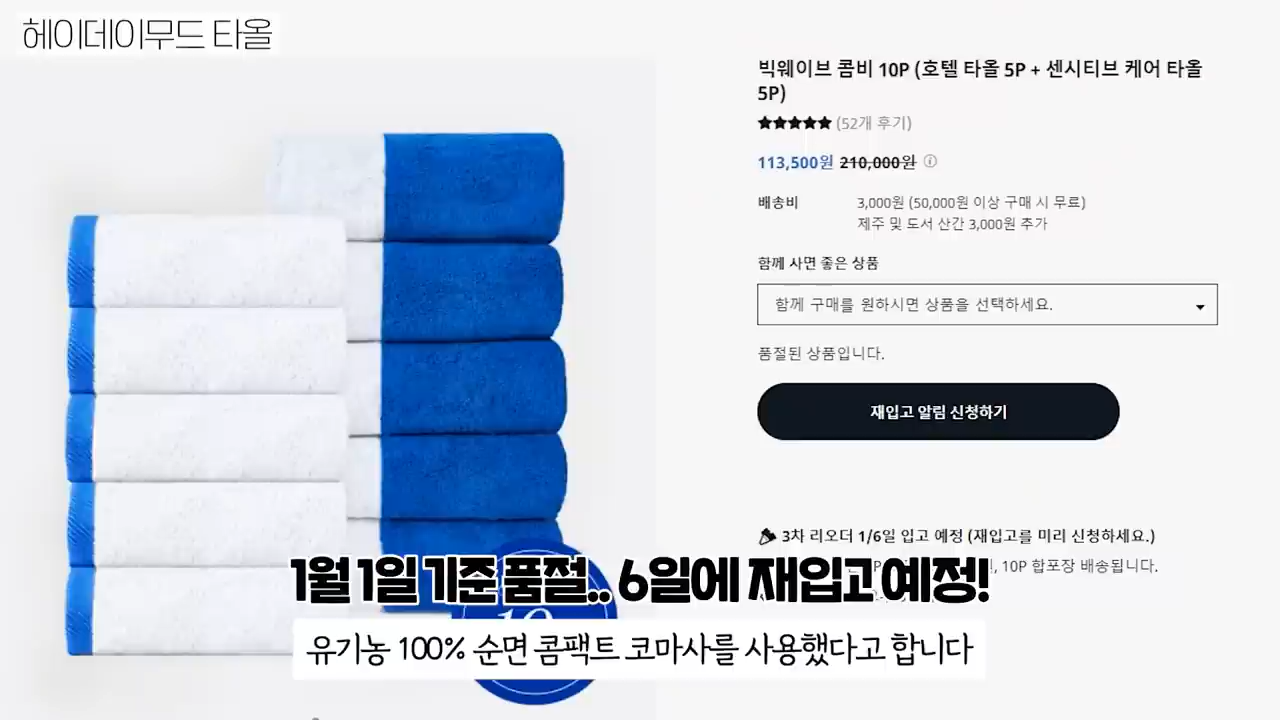 헤이데이무드 타올
빅웨이브 콤비 10P (호텔 타올 5P + 센시티브 케어 타올
5P)
★★★★★ (52개 후기)
113,500원 210,000원
배송비 3,000원 (50,000원 이상 구매 시 무료)
제주 및 도서 산간 3,000원 추가
함께 사면 좋은 상품
함께 구매를 원하시면 상품을 선택하세요.
품절된 상품입니다.
재입고 알림 신청하기
3차 리오더 1/6일 입고 예정 (재입고를 미리 신청하세요.)
10P 합포장 배송됩니다.
1월 1일 기준 품절.. 6일에 재입고 예정!
유기농 100% 순면 콤팩트 코마사를 사용했다고 합니다